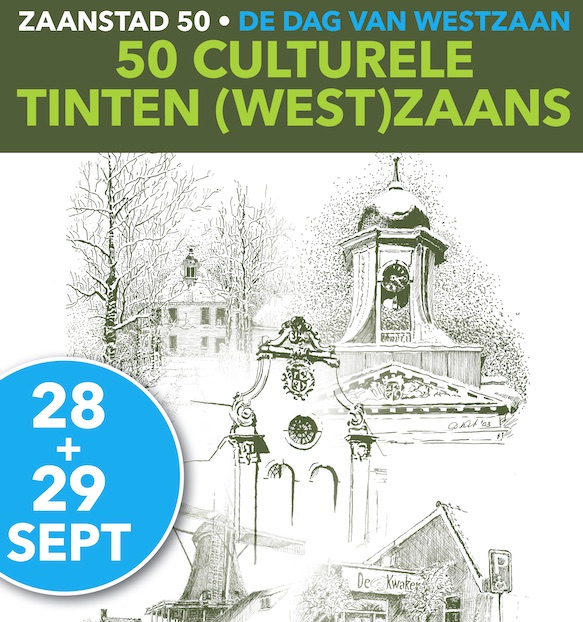 ZAANSTAD 50 • DE DAG VAN WESTZAAN
50 CULTURELE
TINTEN (WEST)ZAANS
28
+
29
SEPT
De Kwaker
P